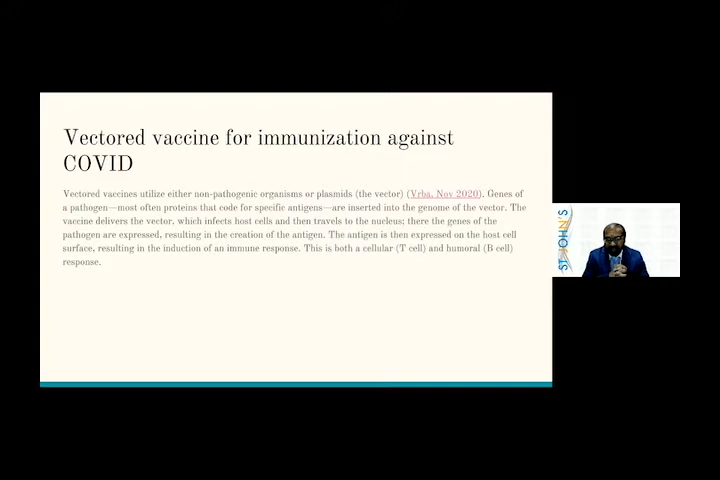 Vectored vaccine for immunization against
COVID
Vectored vaccines utilize either non-pathogenic organisms or plasmids (the vector) (Vrba, Nov 2020). Genes of
a pathogen—most often proteins that code for specific antigens—are inserted into the genome of the vector. The
vaccine delivers the vector, which infects host cells and then travels to the nucleus; there the genes of the
pathogen are expressed, resulting in the creation of the antigen. The antigen is then expressed on the host cell
surface, resulting in the induction of an immune response. This is both a cellular (T cell) and humoral (B cell)
response.
ST JOHN'S